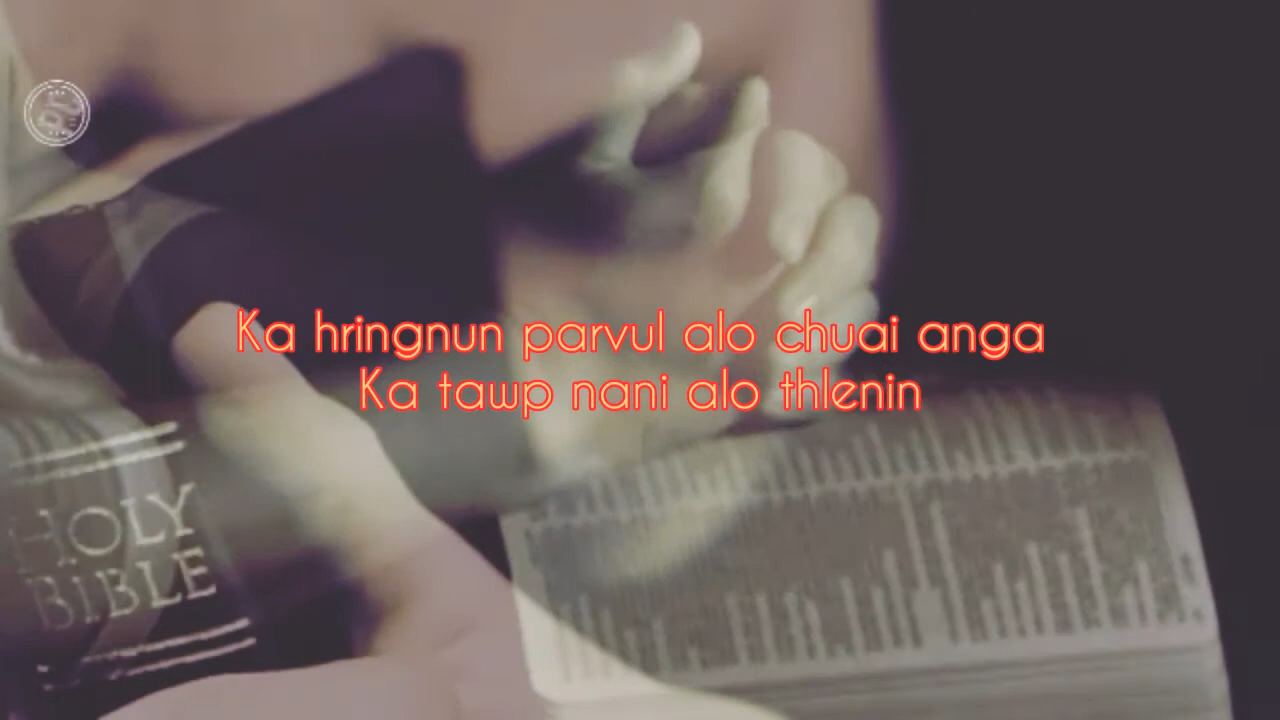 Ka hringnun parvul alo chuai anga
Ka tawp nani alo thlenin
HOLY
BIBLE